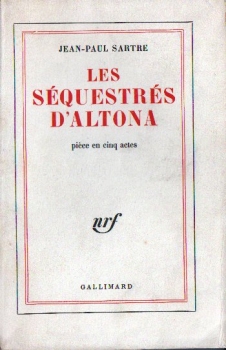 JEAN-PAUL SARTRE
LES
SÉQUESTRÉS
D'ALTONA
pièce en cinq actes
nrf
GALLIMARD